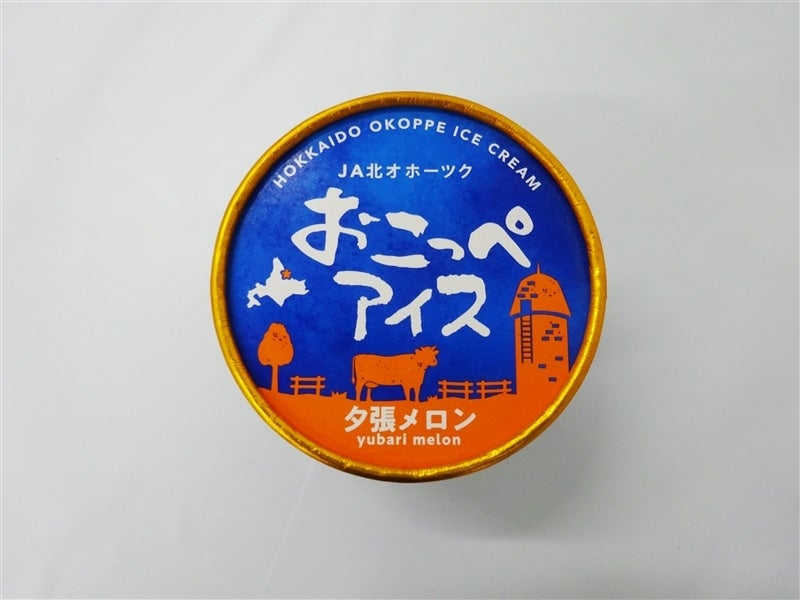 HOKKAIDO OKOPPE ICE CREAM
JA北オホーツク
おこっぺ
アイス
夕張メロン
yubari melon